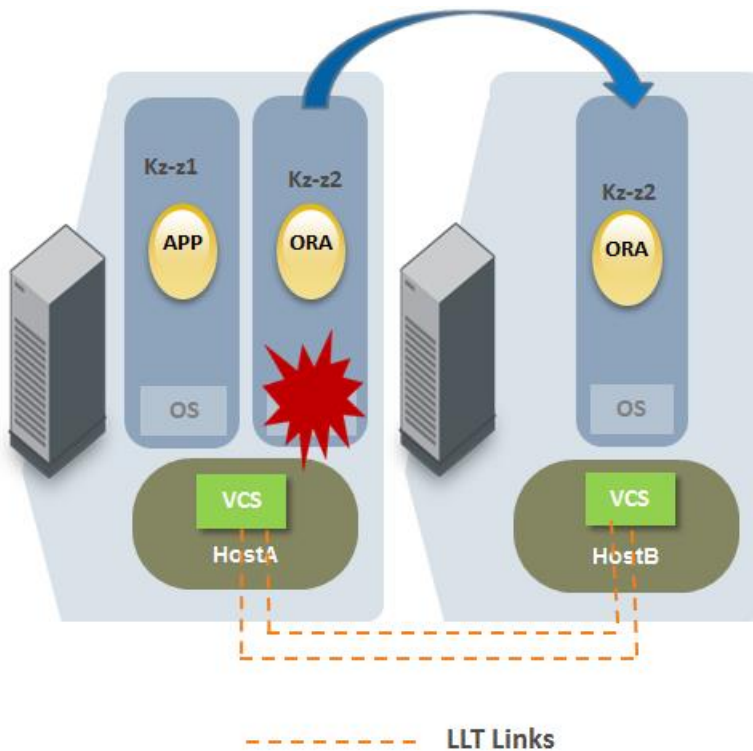 Kz-z1
Kz-z2
Kz-z2
APP
ORA
ORA
OS
OS
VCS
VCS
HostA
HostB
LLT Links